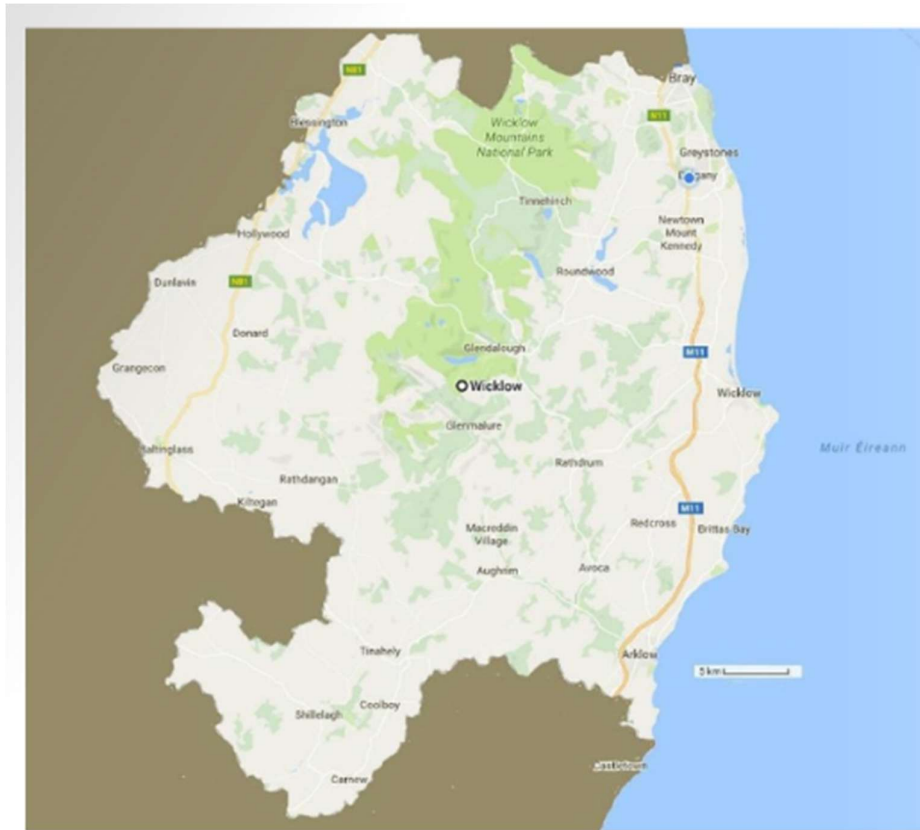 N81
Bray
Blessington
N11
Wicklow
Mountains
National Park
Greystones
Tinnehinch
Newtown
Mount
Kennedy
Hollywood
Roundwood
Dunlavin
N81
Donard
Glendalough
M11
Grangecon
Wicklow
Wicklow
Glenmalure
Muir Éireann
Baltinglass
Rathdrum
Rathdangan
Kiltegan
M11
Redcross
Brittas Bay
Macreddin
Village
Aughrim
Avoca
Tinahely
Arklow
5 km
Coolboy
Shillelagh
Carnew
Castletown